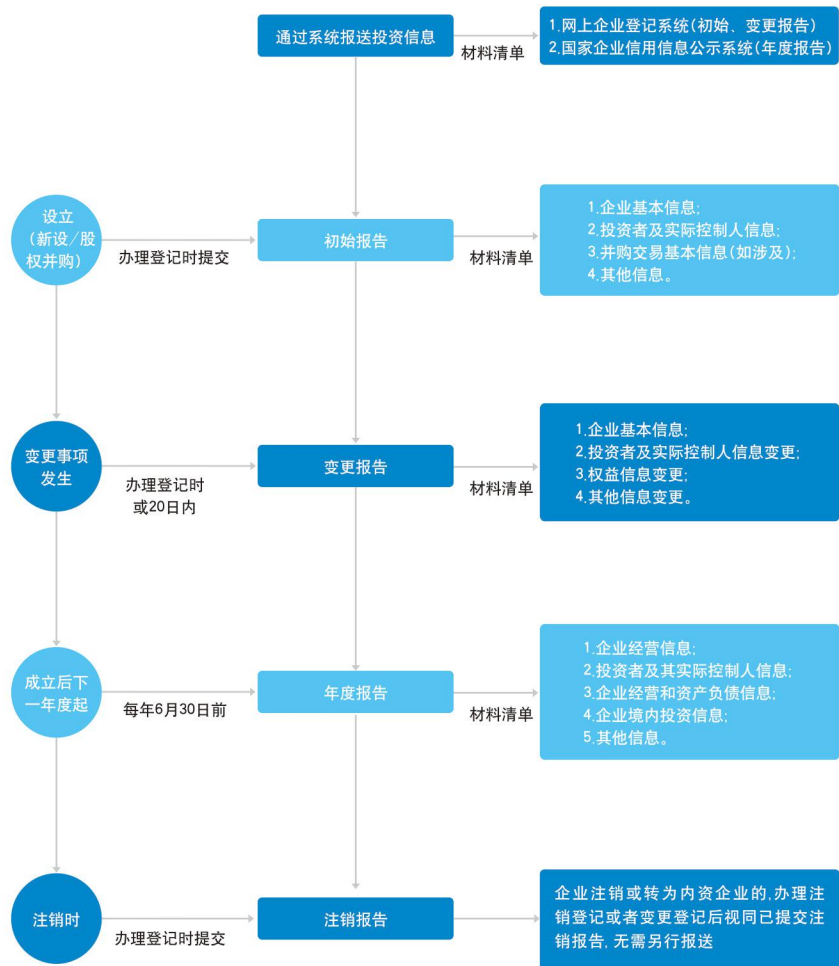 通过系统报送投资信息
材料清单
1.网上企业登记系统(初始、变更报告)
2.国家企业信用信息公示系统(年度报告)
设立
(新设/股
权并购)
办理登记时提交
初始报告
材料清单
1.企业基本信息;
2.投资者及实际控制人信息;
3.并购交易基本信息(如涉及);
4.其他信息。
变更事项
发生
办理登记时
或20日内
变更报告
材料清单
1.企业基本信息;
2.投资者及实际控制人信息变更;
3.权益信息变更;
4.其他信息变更。
成立后下
一年度起
每年6月30日前
年度报告
材料清单
1.企业经营信息;
2.投资者及其实际控制人信息;
3.企业经营和资产负债信息;
4.企业境内投资信息;
5.其他信息。
注销时
办理登记时提交
注销报告
企业注销或转为内资企业的,办理注
销登记或者变更登记后视同已提交注
销报告,无需另行报送